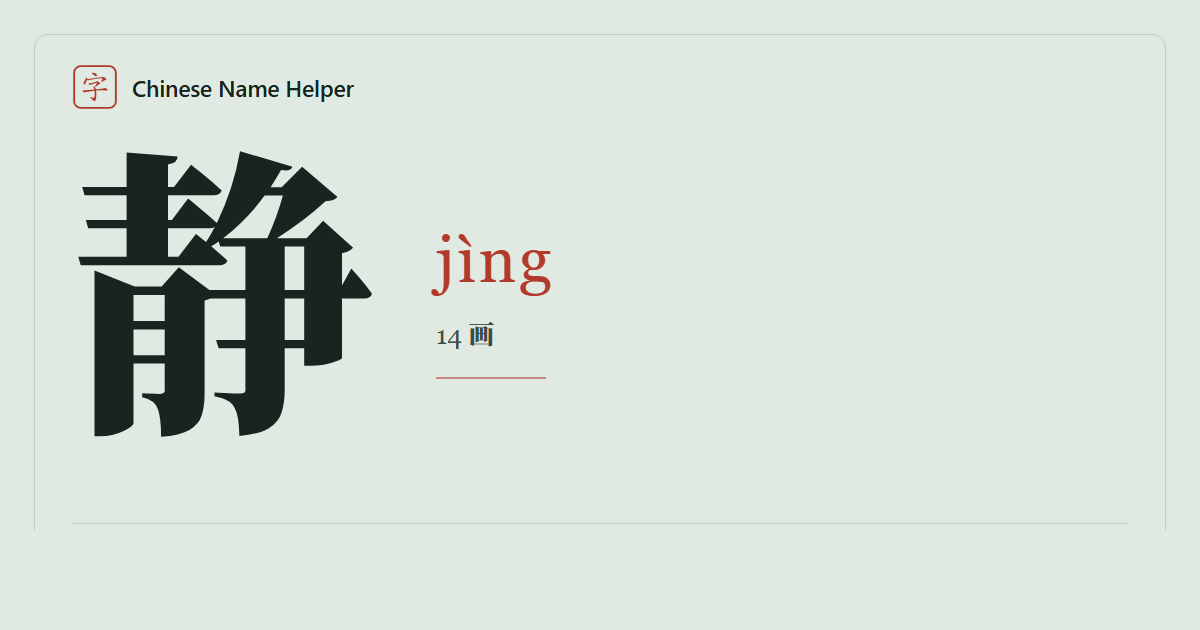 字 Chinese Name Helper
静
jìng
14 画